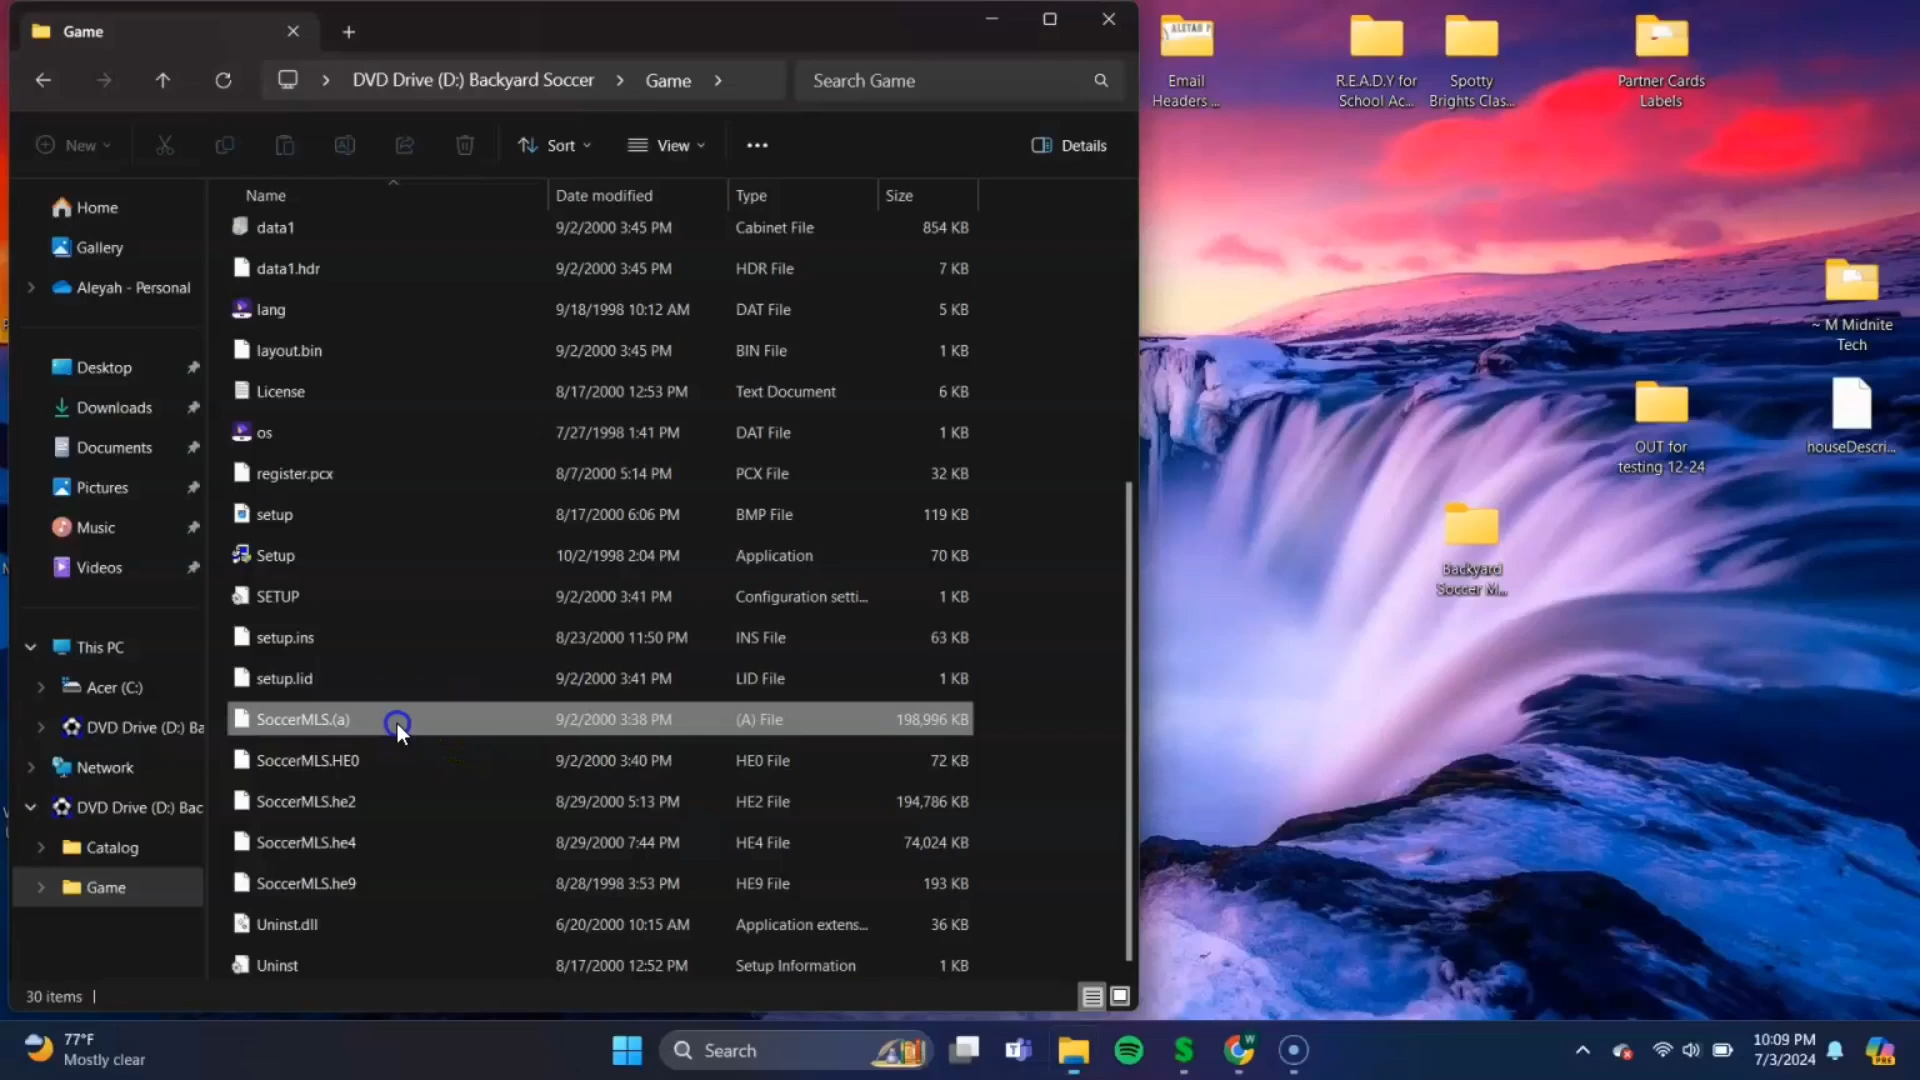 Game
DVD Drive (D:) Backyard Soccer > Game >
Search Game
New
Sort
View
Details
Name
Date modified
Type
Size
Home
Gallery
Aleyah - Personal
Desktop
Downloads
Documents
Pictures
Music
Videos
This PC
Acer (C:)
DVD Drive (D:) Ba
Network
DVD Drive (D:) Bac
Catalog
Game
data1 9/2/2000 3:45 PM Cabinet File 854 KB
data1.hdr 9/2/2000 3:45 PM HDR File 7 KB
lang 9/18/1998 10:12 AM DAT File 5 KB
layout.bin 9/2/2000 3:45 PM BIN File 1 KB
License 8/17/2000 12:53 PM Text Document 6 KB
os 7/27/1998 1:41 PM DAT File 1 KB
register.pcx 8/7/2000 5:14 PM PCX File 32 KB
setup 8/17/2000 6:06 PM BMP File 119 KB
Setup 10/2/1998 2:04 PM Application 70 KB
SETUP 9/2/2000 3:41 PM Configuration setti... 1 KB
setup.ins 8/23/2000 11:50 PM INS File 63 KB
setup.lid 9/2/2000 3:41 PM LID File 1 KB
SoccerMLS.(a) 9/2/2000 3:38 PM (A) File 198,996 KB
SoccerMLS.HE0 9/2/2000 3:40 PM HE0 File 72 KB
SoccerMLS.he2 8/29/2000 5:13 PM HE2 File 194,786 KB
SoccerMLS.he4 8/29/2000 7:44 PM HE4 File 74,024 KB
SoccerMLS.he9 8/28/1998 3:53 PM HE9 File 193 KB
Uninst.dll 6/20/2000 10:15 AM Application extens... 36 KB
Uninst 8/17/2000 12:52 PM Setup Information 1 KB
30 items
Email
Headers ...
R.E.A.D.Y for
School Ac...
Spotty
Brights Clas...
Partner Cards
Labels
~ M Midnite
Tech
OUT for
testing 12-24
houseDescri...
Backyard
Soccer M...
77°F
Mostly clear
Search
10:09 PM
7/3/2024